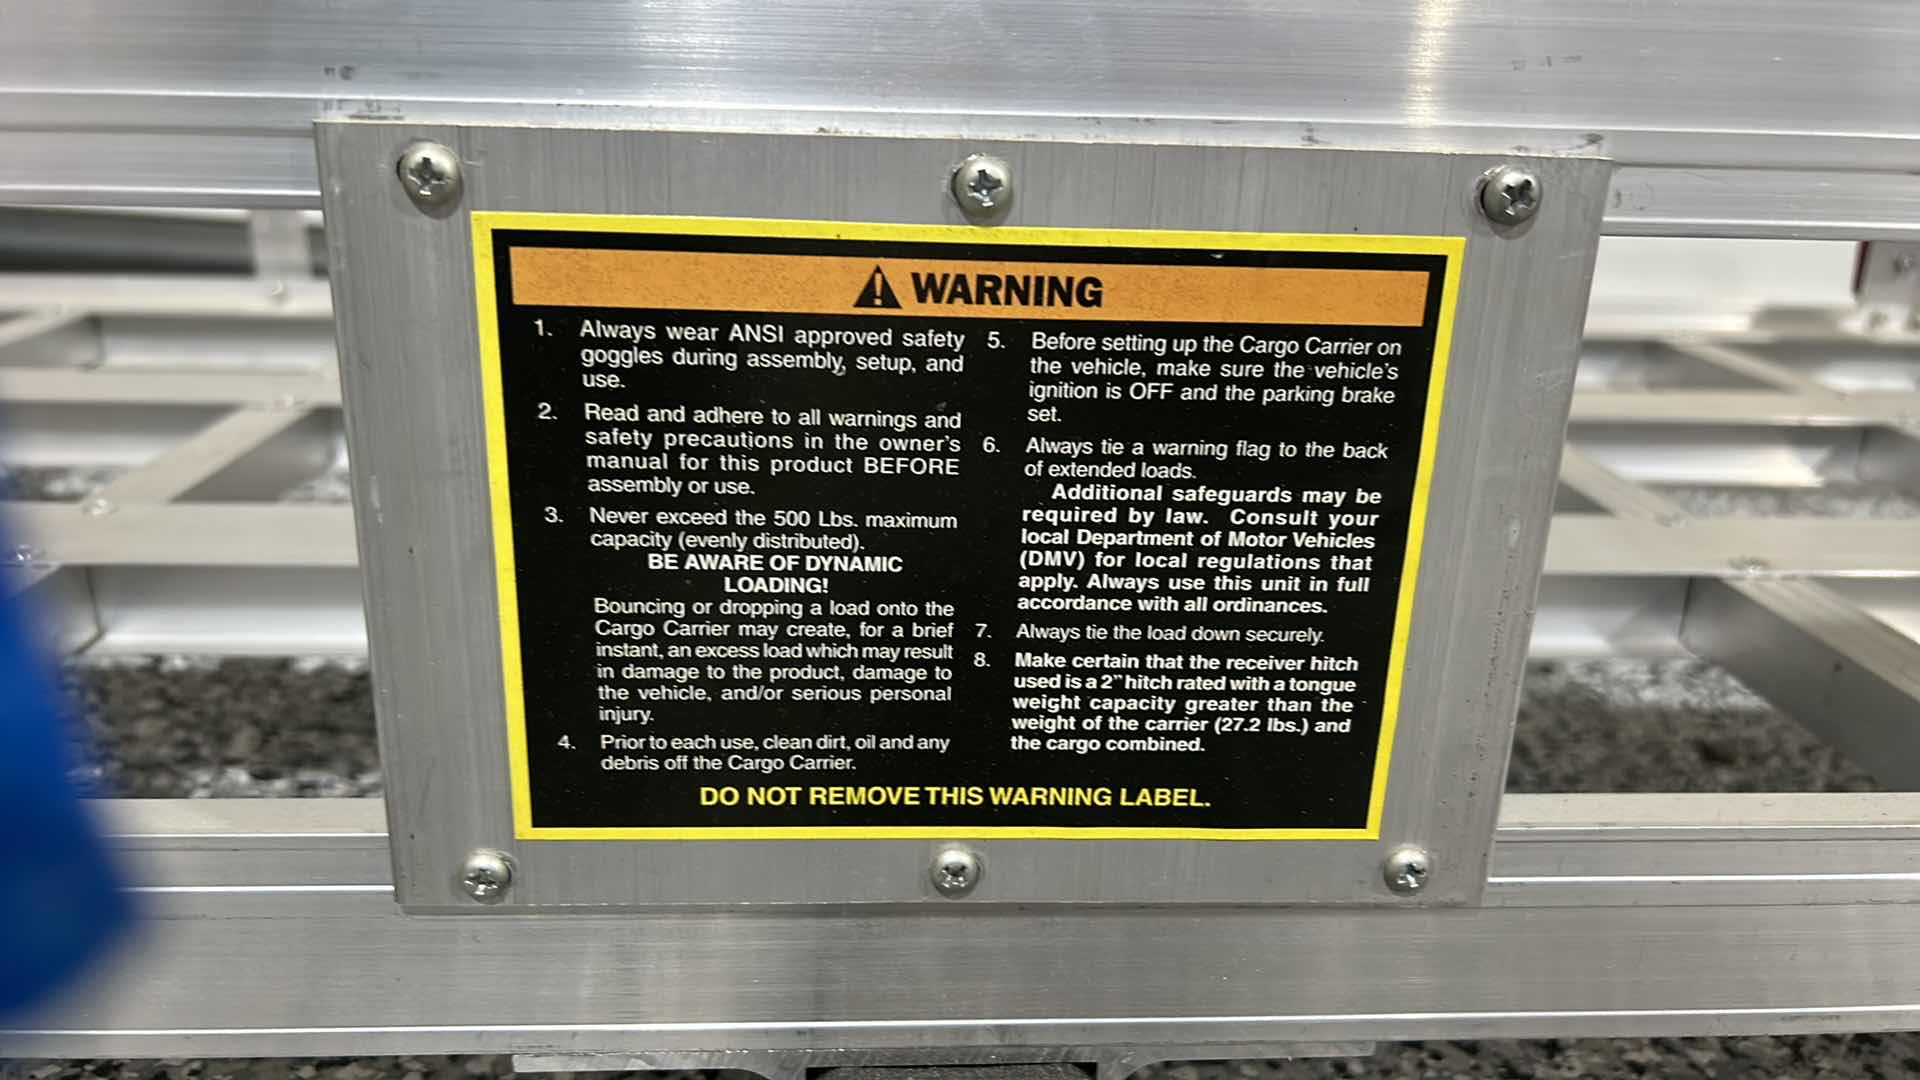 WARNING
1. Always wear ANSI approved safety
goggles during assembly, setup, and
use.
2. Read and adhere to all warnings and
safety precautions in the owner's
manual for this product BEFORE
assembly or use.
3. Never exceed the 500 Lbs. maximum
capacity (evenly distributed).
BE AWARE OF DYNAMIC
LOADING!
Bouncing or dropping a load onto the
Cargo Carrier may create, for a brief
instant, an excess load which may result
in damage to the product, damage to
the vehicle, and/or serious personal
injury.
4. Prior to each use, clean dirt, oil and any
debris off the Cargo Carrier.
5. Before setting up the Cargo Carrier on
the vehicle, make sure the vehicle's
ignition is OFF and the parking brake
set.
6. Always tie a warning flag to the back
of extended loads.
Additional safeguards may be
required by law. Consult your
local Department of Motor Vehicles
(DMV) for local regulations that
apply. Always use this unit in full
accordance with all ordinances.
7. Always tie the load down securely.
8. Make certain that the receiver hitch
used is a 2" hitch rated with a tongue
weight capacity greater than the
weight of the carrier (27.2 lbs.) and
the cargo combined.
DO NOT REMOVE THIS WARNING LABEL.